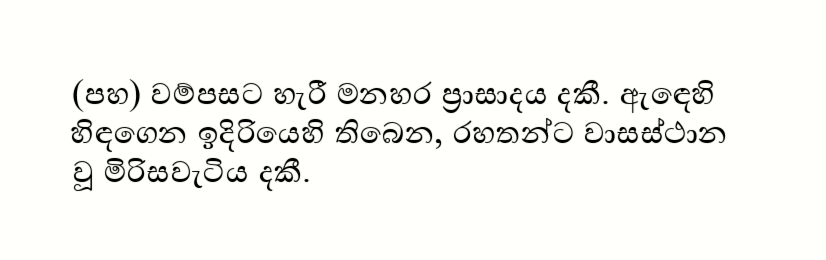 (පහ) වම්පසට හැරී මනහර ප්‍රාසාදය දකී. ඇඳෙහි
හිඳගෙන ඉදිරියෙහි තිබෙන, රහතන්ට වාසස්ථාන
වූ මිරිසවැටිය දකී.